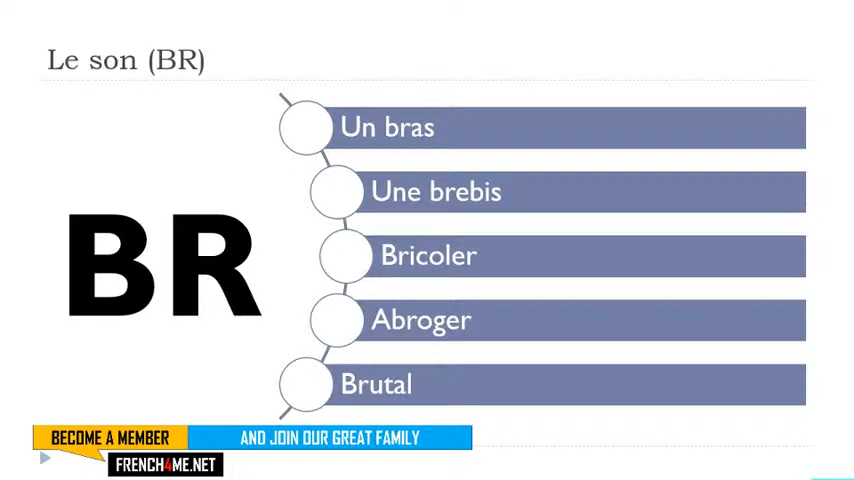 Le son (BR)
BR
Un bras
Une brebis
Bricoler
Abroger
Brutal
BECOME A MEMBER AND JOIN OUR GREAT FAMILY
FRENCH4ME.NET